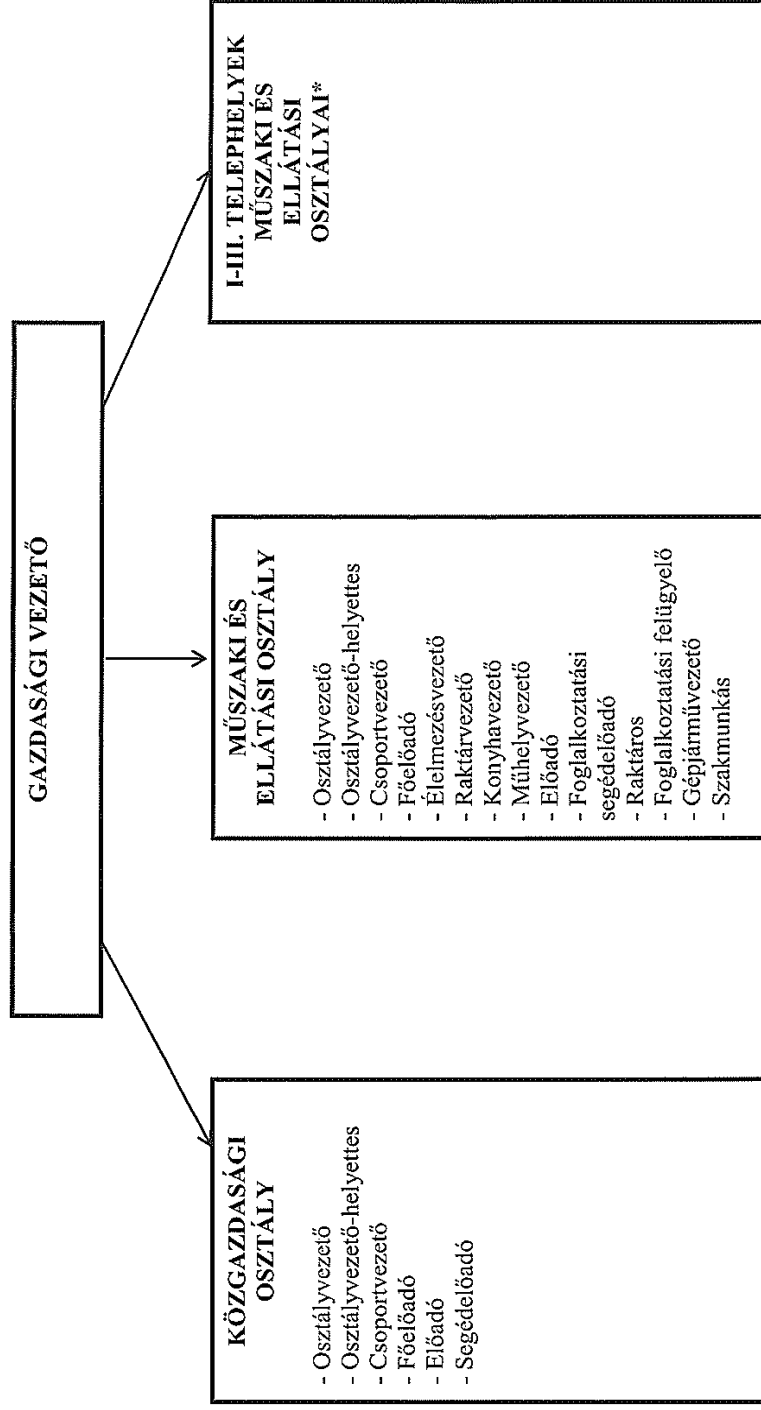 GAZDASÁGI VEZETŐ
KÖZGAZDASÁGI
OSZTÁLY
- Osztályvezető
- Osztályvezető-helyettes
- Csoportvezető
- Főelőadó
- Előadó
- Segédelőadó
MŰSZAKI ÉS
ELLÁTÁSI OSZTÁLY
- Osztályvezető
- Osztályvezető-helyettes
- Csoportvezető
- Főelőadó
- Élelmezésvezető
- Raktárvezető
- Konyhavezető
- Műhelyvezető
- Előadó
- Foglalkoztatási
segédelőadó
- Raktáros
- Foglalkoztatási felügyelő
- Gépjárművezető
- Szakmunkás
I-III. TELEPHELYEK
MŰSZAKI ÉS
ELLÁTÁSI
OSZTÁLYAI*